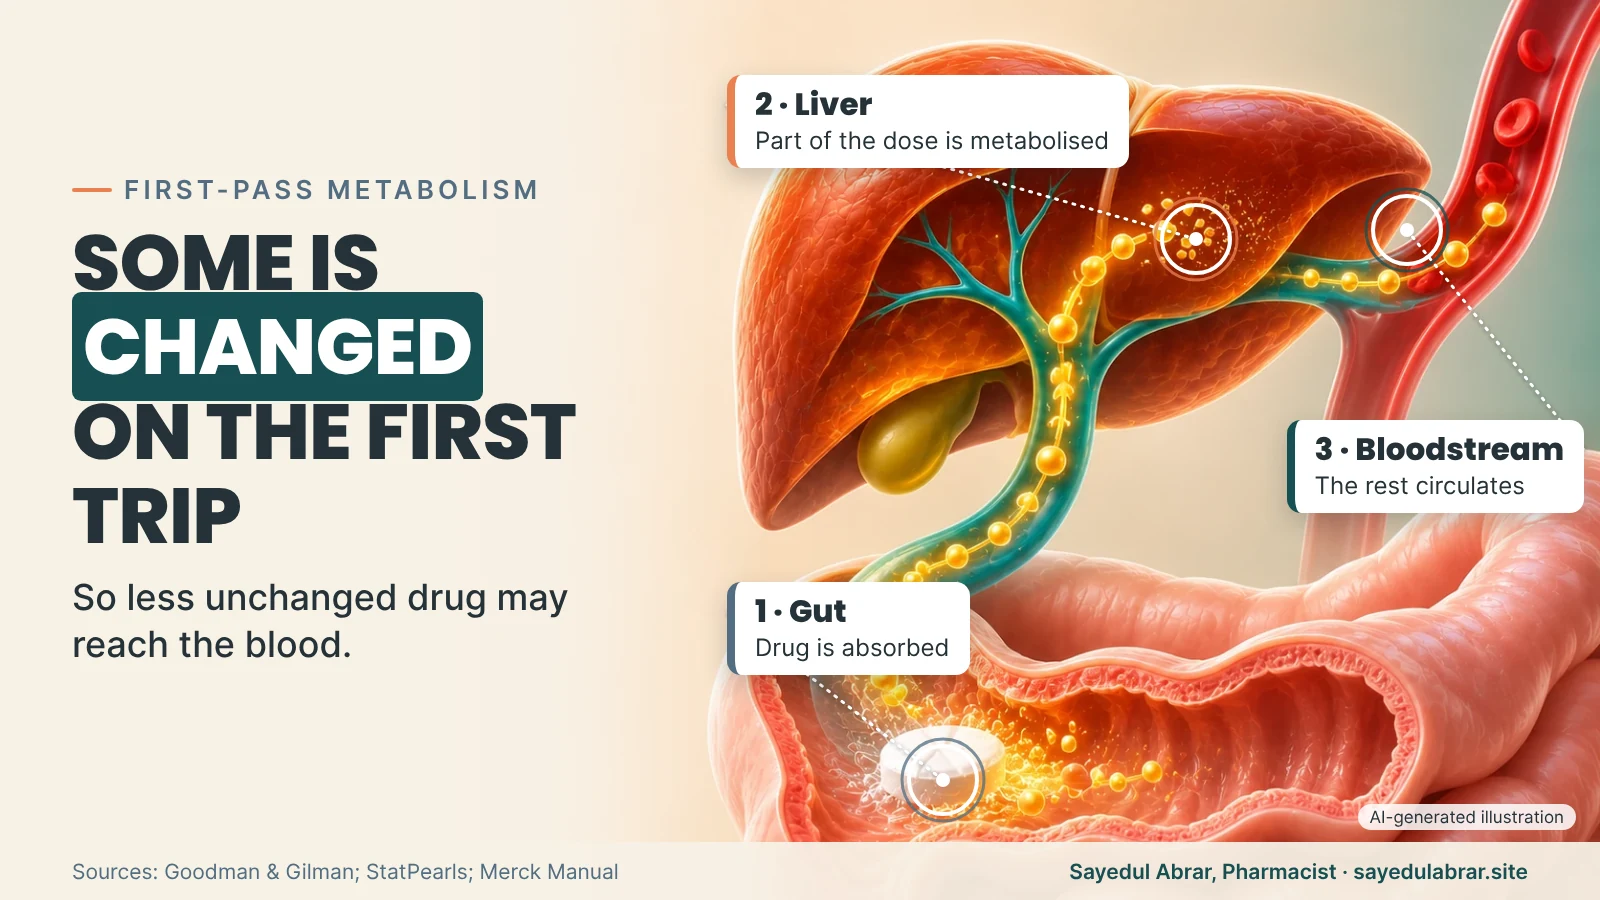 FIRST-PASS METABOLISM
SOME IS
CHANGED
ON THE FIRST
TRIP
So less unchanged drug may
reach the blood.
2 · Liver
Part of the dose is metabolised
3 · Bloodstream
The rest circulates
1 · Gut
Drug is absorbed
AI-generated illustration
Sources: Goodman & Gilman; StatPearls; Merck Manual
Sayedul Abrar, Pharmacist · sayedulabrar.site